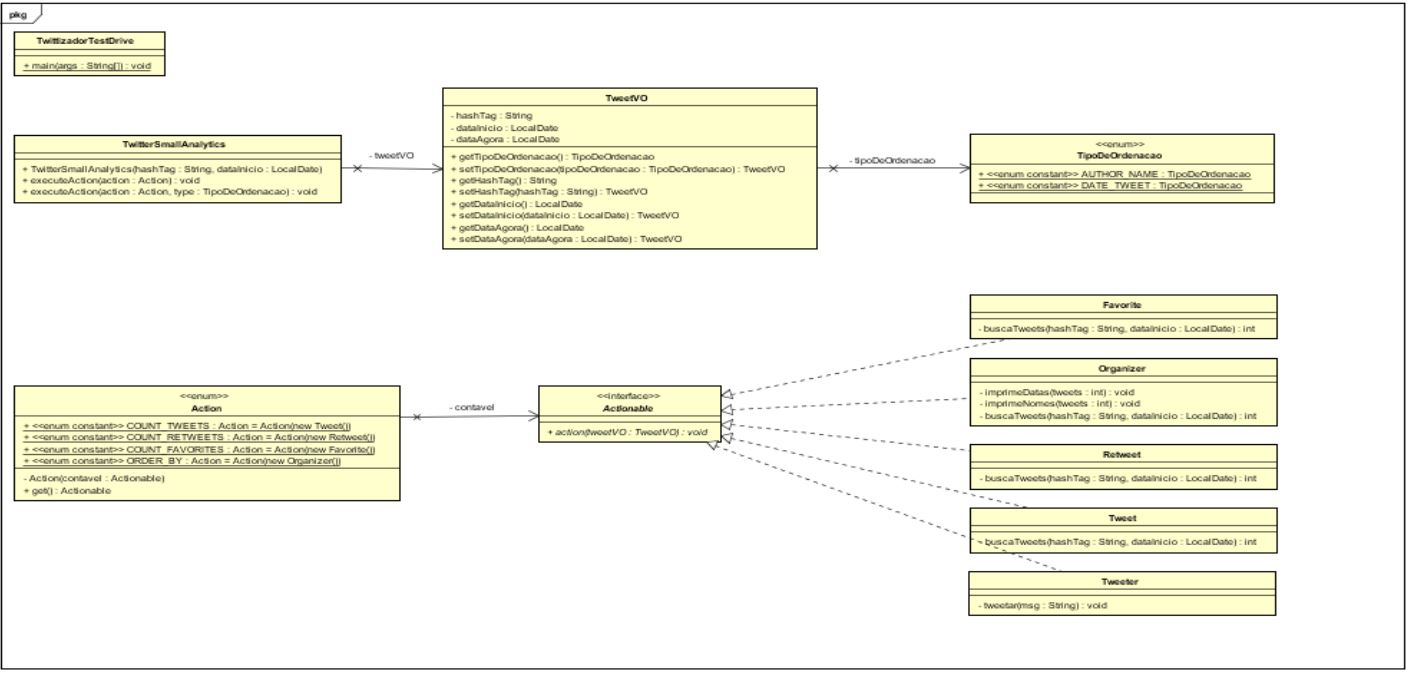 pkg
TwittizadorTestDrive
+ main(args : String[]) : void
TwitterSmallAnalytics
+ TwitterSmallAnalytics(hashTag : String, dataInicio : LocalDate)
+ executeAction(action : Action) : void
+ executeAction(action : Action, type : TipoDeOrdenacao) : void
- tweetVO
TweetVO
- hashTag : String
- dataInicio : LocalDate
- dataAgora : LocalDate
+ getTipoDeOrdenacao() : TipoDeOrdenacao
+ setTipoDeOrdenacao(tipoDeOrdenacao : TipoDeOrdenacao) : TweetVO
+ getHashTag() : String
+ setHashTag(hashTag : String) : TweetVO
+ getDataInicio() : LocalDate
+ setDataInicio(dataInicio : LocalDate) : TweetVO
+ getDataAgora() : LocalDate
+ setDataAgora(dataAgora : LocalDate) : TweetVO
- tipoDeOrdenacao
<<enum>>
TipoDeOrdenacao
+ <<enum constant>> AUTHOR_NAME : TipoDeOrdenacao
+ <<enum constant>> DATE_TWEET : TipoDeOrdenacao
<<enum>>
Action
+ <<enum constant>> COUNT_TWEETS : Action = Action(new Tweet())
+ <<enum constant>> COUNT_RETWEETS : Action = Action(new Retweet())
+ <<enum constant>> COUNT_FAVORITES : Action = Action(new Favorite())
+ <<enum constant>> ORDER_BY : Action = Action(new Organizer())
- Action(contavel : Actionable)
+ get() : Actionable
- contavel
<<interface>>
Actionable
+ action(tweetVO : TweetVO) : void
Favorite
- buscaTweets(hashTag : String, dataInicio : LocalDate) : int
Organizer
- imprimeDatas(tweets : int) : void
- imprimeNomes(tweets : int) : void
- buscaTweets(hashTag : String, dataInicio : LocalDate) : int
Retweet
- buscaTweets(hashTag : String, dataInicio : LocalDate) : int
Tweet
- buscaTweets(hashTag : String, dataInicio : LocalDate) : int
Tweeter
- tweetar(msg : String) : void